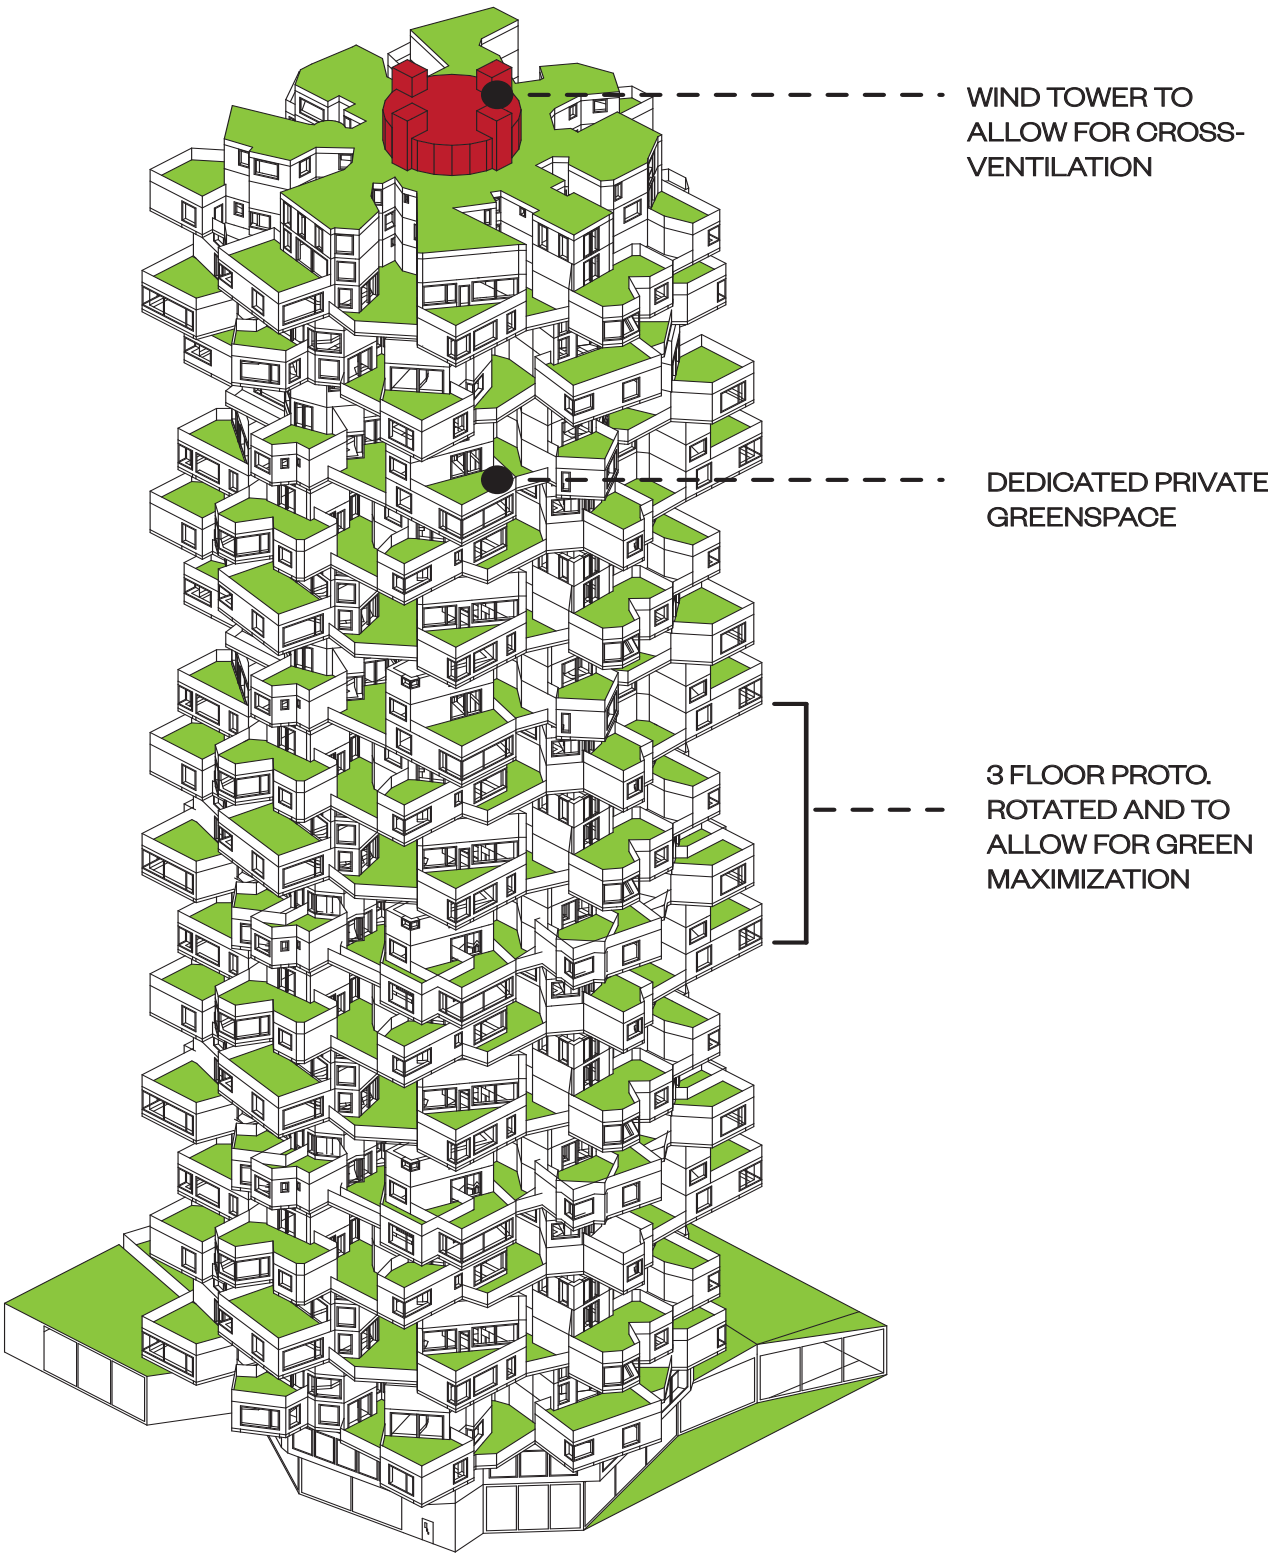 WIND TOWER TO
ALLOW FOR CROSS-
VENTILATION
DEDICATED PRIVATE
GREENSPACE
3 FLOOR PROTO.
ROTATED AND TO
ALLOW FOR GREEN
MAXIMIZATION